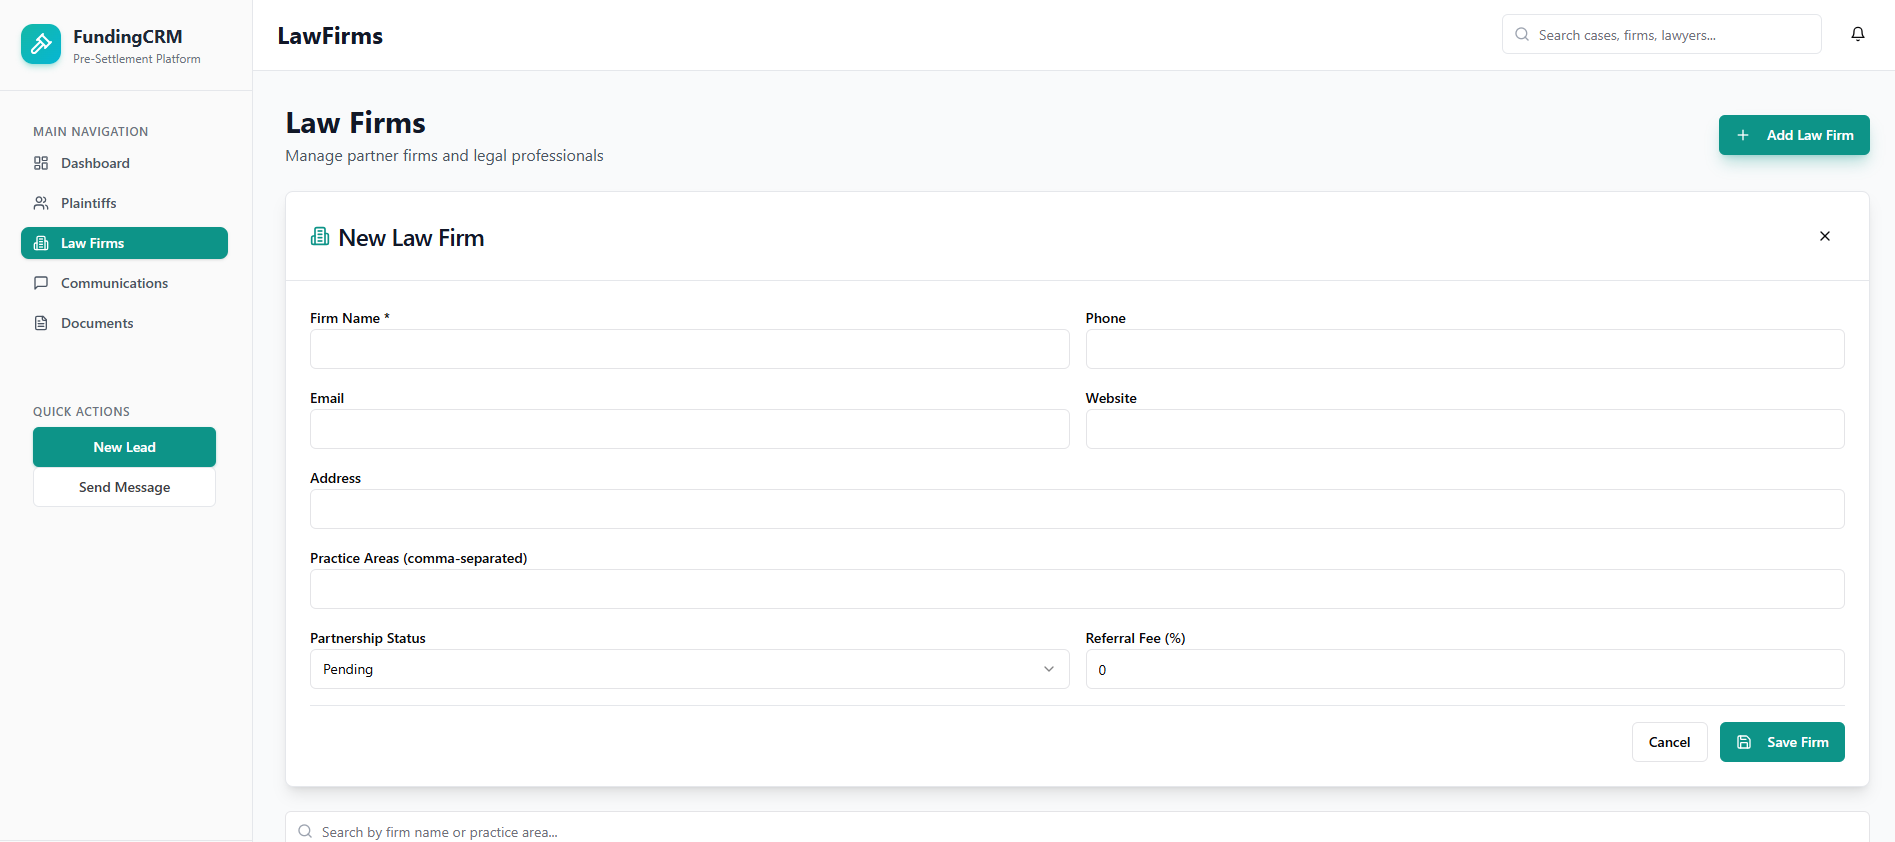 FundingCRM
Pre-Settlement Platform
MAIN NAVIGATION
Dashboard
Plaintiffs
Law Firms
Communications
Documents
QUICK ACTIONS
New Lead
Send Message
LawFirms
Search cases, firms, lawyers...
Law Firms
Manage partner firms and legal professionals
Add Law Firm
New Law Firm
Firm Name *
Phone
Email
Website
Address
Practice Areas (comma-separated)
Partnership Status
Referral Fee (%)
Pending
0
Cancel
Save Firm
Search by firm name or practice area...